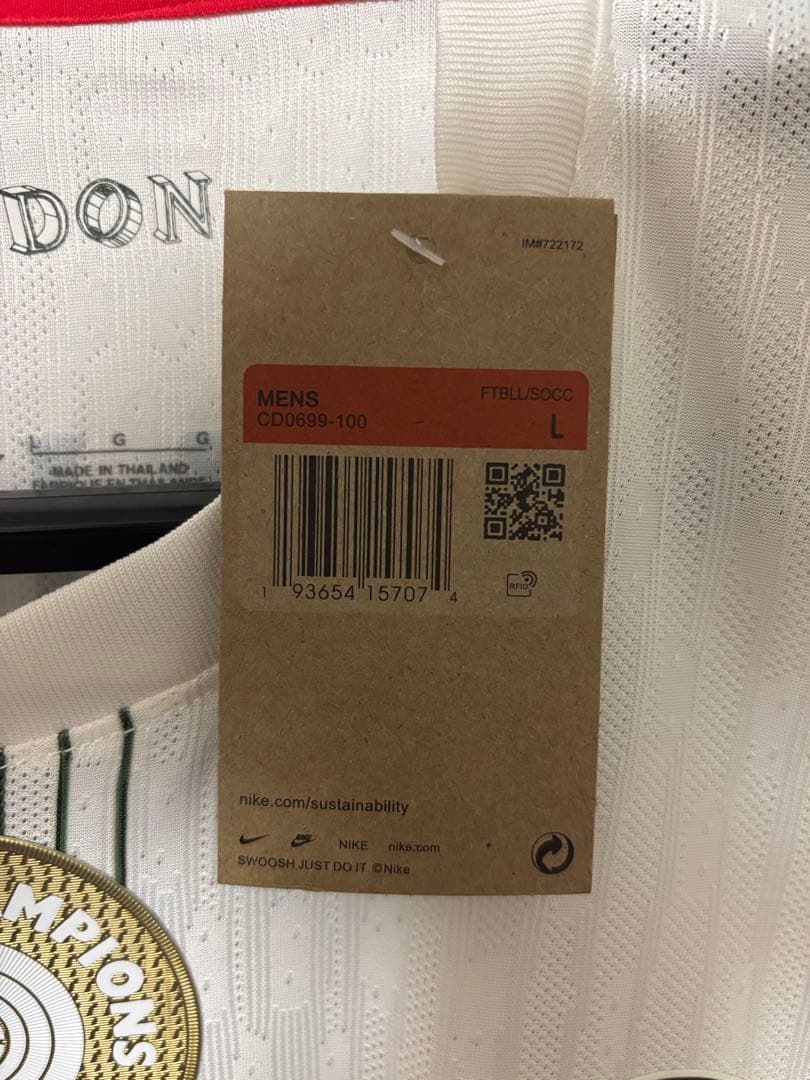 DON
IM#722172
MENS
FTBLL/SOCC
CD0699-100
L
G
G
MADE IN THAILAND
1 93654 15707 4
RFID
nike.com/sustainability
NIKE
nike.com
SWOOSH JUST DO IT ©Nike
MPIONS